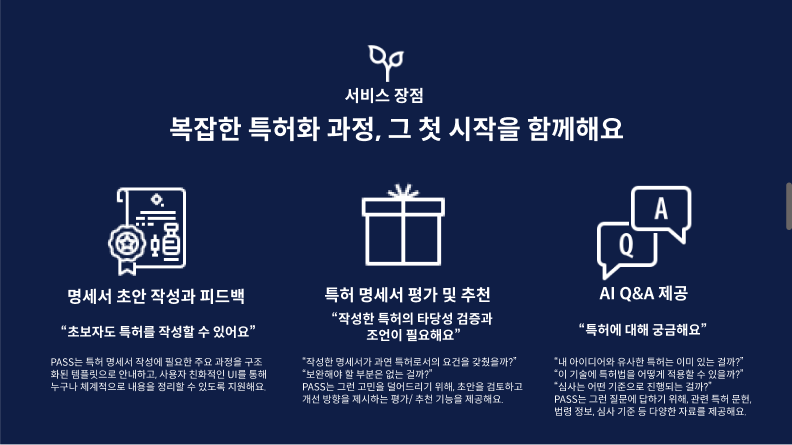 서비스 장점
복잡한 특허화 과정, 그 첫 시작을 함께해요
명세서 초안 작성과 피드백
“초보자도 특허를 작성할 수 있어요”
PASS는 특허 명세서 작성에 필요한 주요 과정을 구조
화된 템플릿으로 안내하고, 사용자 친화적인 UI를 통해
누구나 체계적으로 내용을 정리할 수 있도록 지원해요.
특허 명세서 평가 및 추천
“작성한 특허의 타당성 검증과
조언이 필요해요”
“작성한 명세서가 과연 특허로서의 요건을 갖췄을까?”
“보완해야 할 부분은 없는 걸까?”
PASS는 그런 고민을 덜어드리기 위해, 초안을 검토하고
개선 방향을 제시하는 평가/ 추천 기능을 제공해요.
Q
A
AI Q&A 제공
“특허에 대해 궁금해요”
“내 아이디어와 유사한 특허는 이미 있는 걸까?”
“이 기술에 특허법을 어떻게 적용할 수 있을까?”
“심사는 어떤 기준으로 진행되는 걸까?”
PASS는 그런 질문에 답하기 위해, 관련 특허 문헌,
법령 정보, 심사 기준 등 다양한 자료를 제공해요.